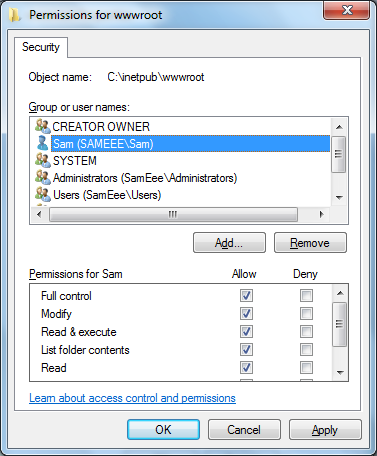 Permissions for wwwroot
Security
Object name: C:\inetpub\wwwroot
Group or user names:
CREATOR OWNER
Sam (SAMEEE\Sam)
SYSTEM
Administrators (SamEee\Administrators)
Users (SamEee\Users)
Add... Remove
Permissions for Sam Allow Deny
Full control
Modify
Read & execute
List folder contents
Read
Learn about access control and permissions
OK Cancel Apply